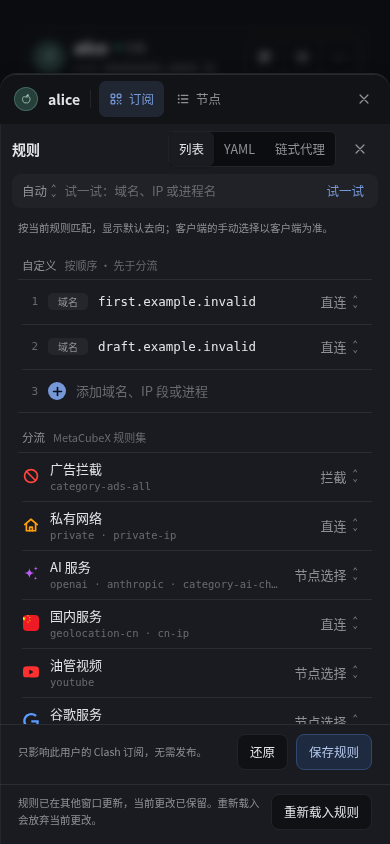 alice
订阅
节点
规则
列表
YAML
链式代理
自动
试一试：域名、IP 或进程名
试一试
按当前规则匹配，显示默认去向；客户端的手动选择以客户端为准。
自定义 按顺序 · 先于分流
1 域名 first.example.invalid 直连
2 域名 draft.example.invalid 直连
3 添加域名、IP 段或进程
分流 MetaCubeX 规则集
广告拦截
category-ads-all
拦截
私有网络
private · private-ip
直连
AI 服务
openai · anthropic · category-ai-ch…
节点选择
国内服务
geolocation-cn · cn-ip
直连
油管视频
youtube
节点选择
谷歌服务
节点选择
只影响此用户的 Clash 订阅，无需发布。
还原
保存规则
规则已在其他窗口更新，当前更改已保留。重新载入
会放弃当前更改。
重新载入规则